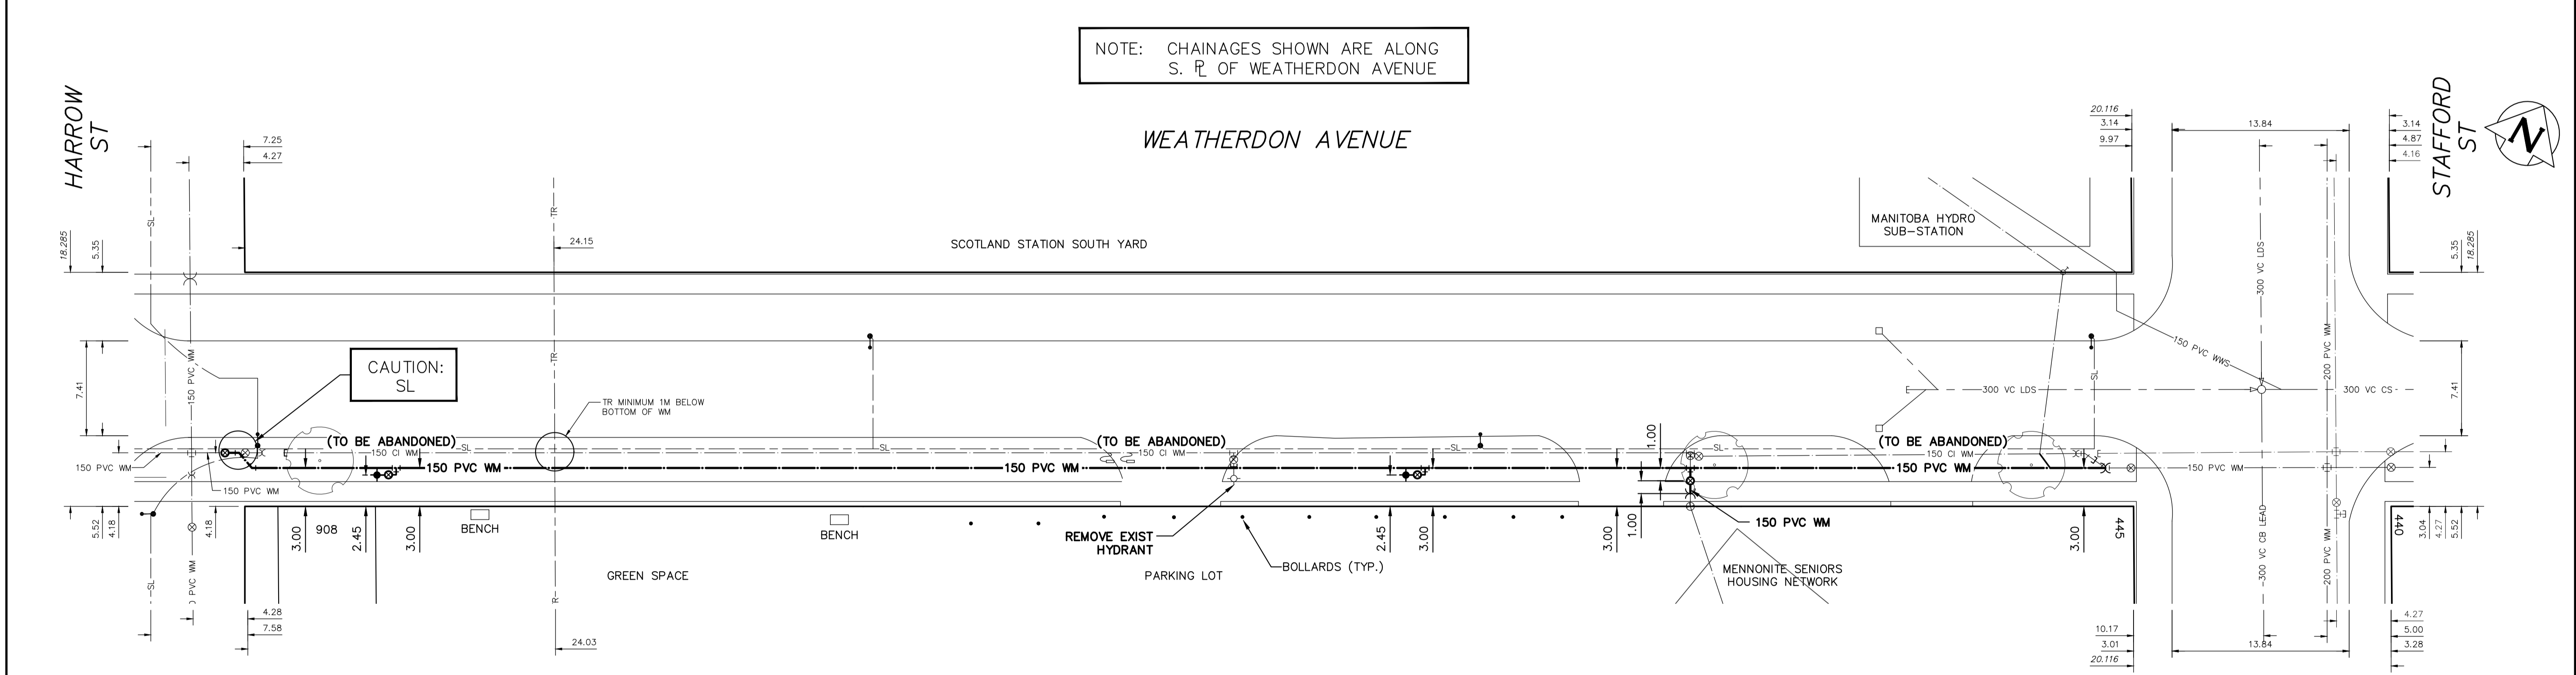 NOTE: CHAINAGES SHOWN ARE ALONG
S. ⅊ OF WEATHERDON AVENUE
WEATHERDON AVENUE
HARROW
ST
STAFFORD
ST
N
7.25
4.27
20.116
3.14
9.97
13.84
3.14
4.87
4.16
18.285
5.35
24.15
SL
TR
SCOTLAND STATION SOUTH YARD
MANITOBA HYDRO
SUB-STATION
300 VC LDS
5.35
18.285
7.41
150 PVC WM
CAUTION:
SL
TR
TR MINIMUM 1M BELOW
BOTTOM OF WM
SL
150 PVC WWS
300 VC LDS
200 PVC WM
300 VC CS
7.41
(TO BE ABANDONED)
SL
150 CI WM
(TO BE ABANDONED)
150 CI WM
SL
1.00
SL
(TO BE ABANDONED)
150 CI WM
150 PVC WM
150 PVC WM
150 PVC WM
150 PVC WM
150 PVC WM
150 PVC WM
5.52
4.18
4.18
3.00
908
2.45
3.00
BENCH
BENCH
REMOVE EXIST
HYDRANT
BOLLARDS (TYP.)
2.45
3.00
3.00
1.00
150 PVC WM
3.00
445
440
3.04
4.27
5.52
SL
PVC WM
GREEN SPACE
PARKING LOT
MENNONITE SENIORS
HOUSING NETWORK
300 VC CB LEAD
200 PVC WM
4.28
7.58
R
24.03
10.17
3.01
20.116
13.84
4.27
5.00
3.28